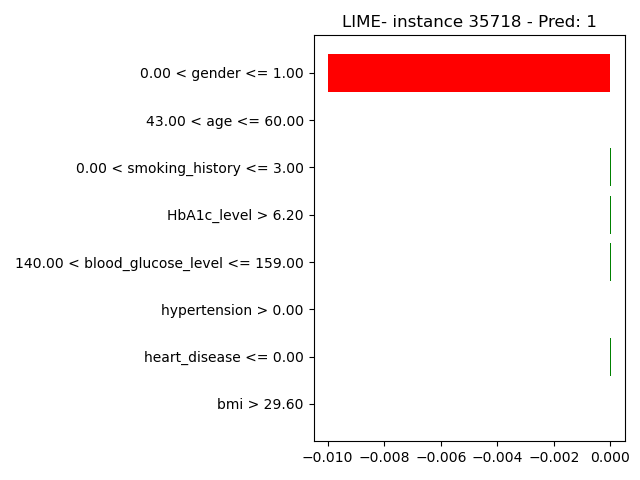 LIME- instance 35718 - Pred: 1
0.00 < gender <= 1.00
43.00 < age <= 60.00
0.00 < smoking_history <= 3.00
HbA1c_level > 6.20
140.00 < blood_glucose_level <= 159.00
hypertension > 0.00
heart_disease <= 0.00
bmi > 29.60
−0.010 −0.008 −0.006 −0.004 −0.002 0.000